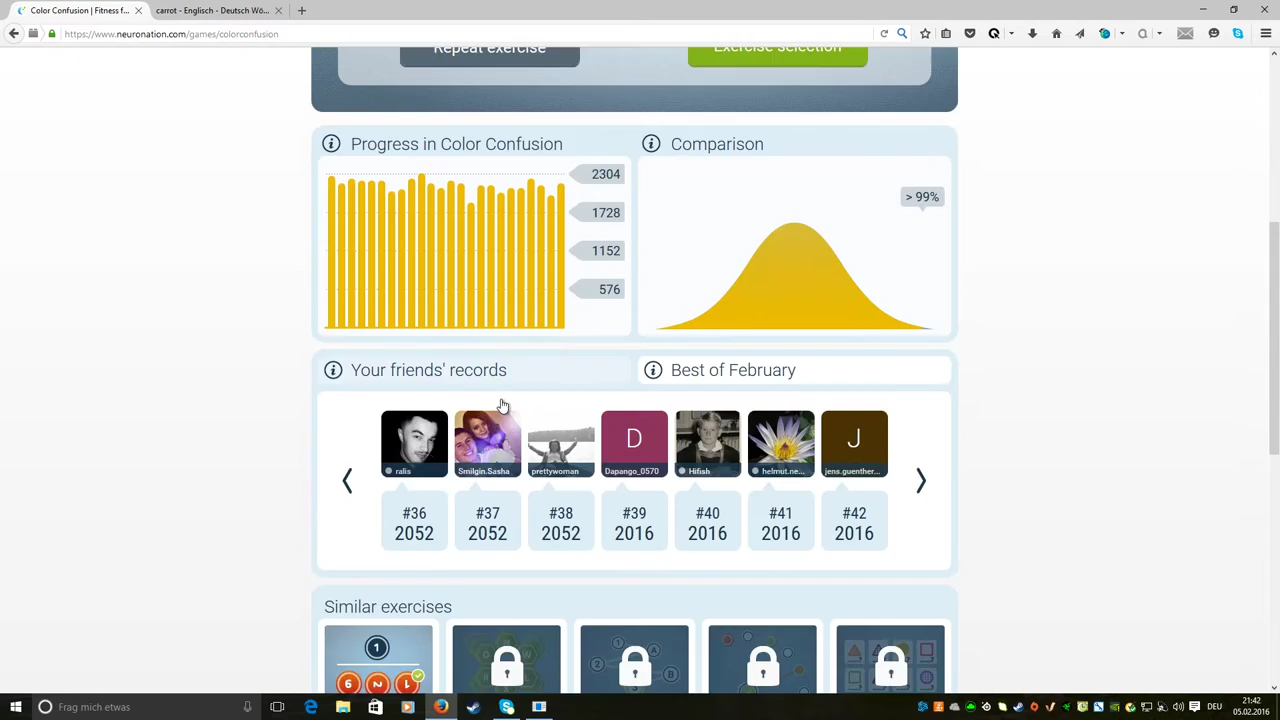 Color Confusion | Fitness f...
carrot - Englisch - Deutsch Wö...
https://www.neuronation.com/games/colorconfusion
DEU
Repeat exercise
Exercise selection
Progress in Color Confusion
Comparison
2304
1728
1152
576
> 99%
Your friends' records
Best of February
ralis
Smilgin.Sasha
prettywoman
D
Dapango_0570
Hifish
helmut.ne...
J
jens.guenther...
#36
2052
#37
2052
#38
2052
#39
2016
#40
2016
#41
2016
#42
2016
Similar exercises
Frag mich etwas
21:42
05.02.2016
DEU